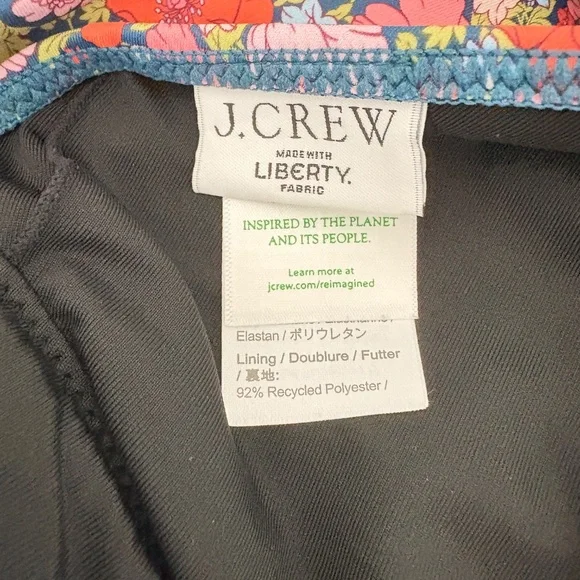 J.CREW
MADE WITH
LIBERTY.
FABRIC
INSPIRED BY THE PLANET
AND ITS PEOPLE.
Learn more at
jcrew.com/reimagined
Elastan / ポリウレタン
Lining / Doublure / Futter
/ 裏地:
92% Recycled Polyester /